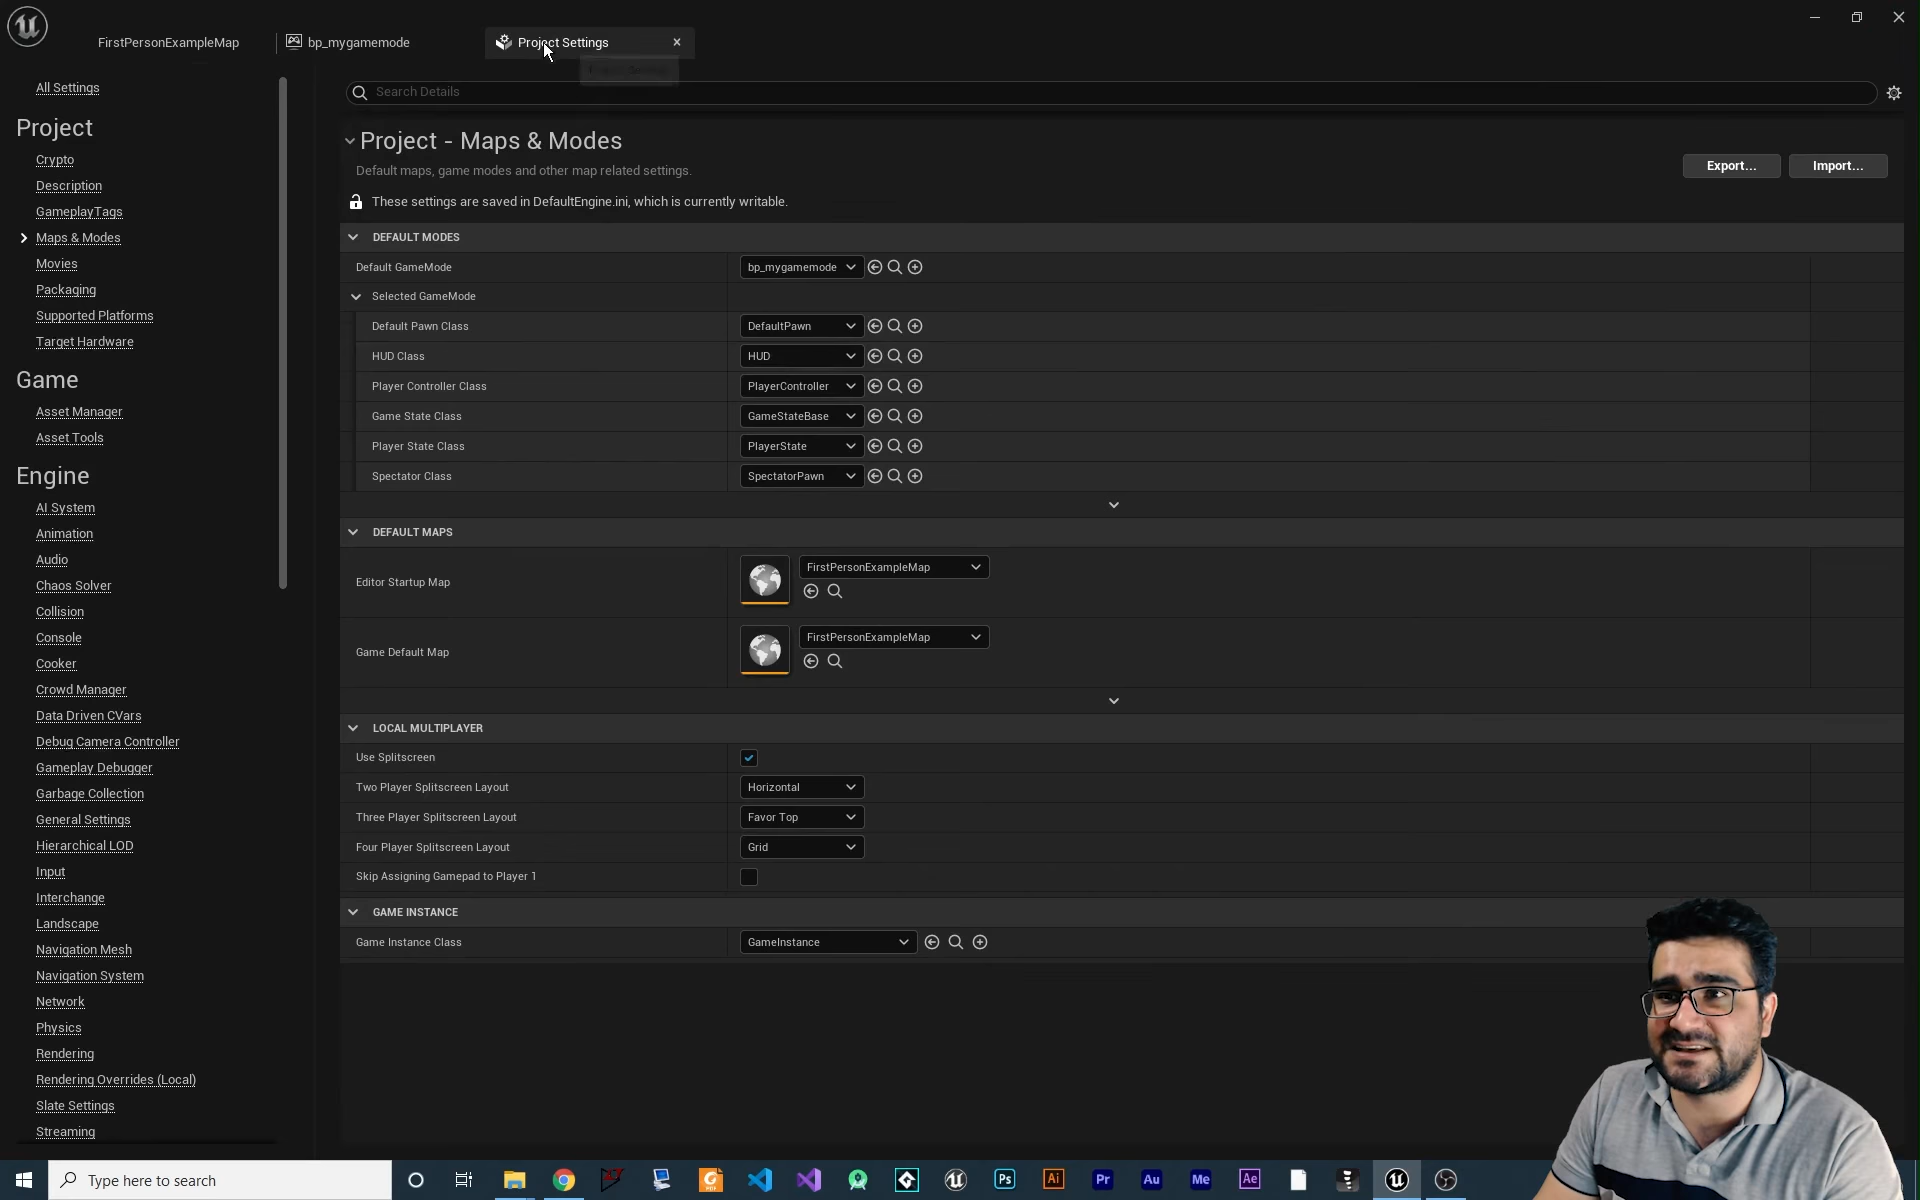 FirstPersonExampleMap
bp_mygamemode
Project Settings
All Settings
Project
Crypto
Description
GameplayTags
Maps & Modes
Movies
Packaging
Supported Platforms
Target Hardware
Game
Asset Manager
Asset Tools
Engine
AI System
Animation
Audio
Chaos Solver
Collision
Console
Cooker
Crowd Manager
Data Driven CVars
Debug Camera Controller
Gameplay Debugger
Garbage Collection
General Settings
Hierarchical LOD
Input
Interchange
Landscape
Navigation Mesh
Navigation System
Network
Physics
Rendering
Rendering Overrides (Local)
Slate Settings
Streaming
Search Details
Project - Maps & Modes
Default maps, game modes and other map related settings.
Export...
Import...
These settings are saved in DefaultEngine.ini, which is currently writable.
DEFAULT MODES
Default GameMode
bp_mygamemode
Selected GameMode
Default Pawn Class
DefaultPawn
HUD Class
HUD
Player Controller Class
PlayerController
Game State Class
GameStateBase
Player State Class
PlayerState
Spectator Class
SpectatorPawn
DEFAULT MAPS
Editor Startup Map
FirstPersonExampleMap
Game Default Map
FirstPersonExampleMap
LOCAL MULTIPLAYER
Use Splitscreen
Two Player Splitscreen Layout
Horizontal
Three Player Splitscreen Layout
Favor Top
Four Player Splitscreen Layout
Grid
Skip Assigning Gamepad to Player 1
GAME INSTANCE
Game Instance Class
GameInstance
Type here to search
Ps
Ai
Pr
Au
Me
Ae